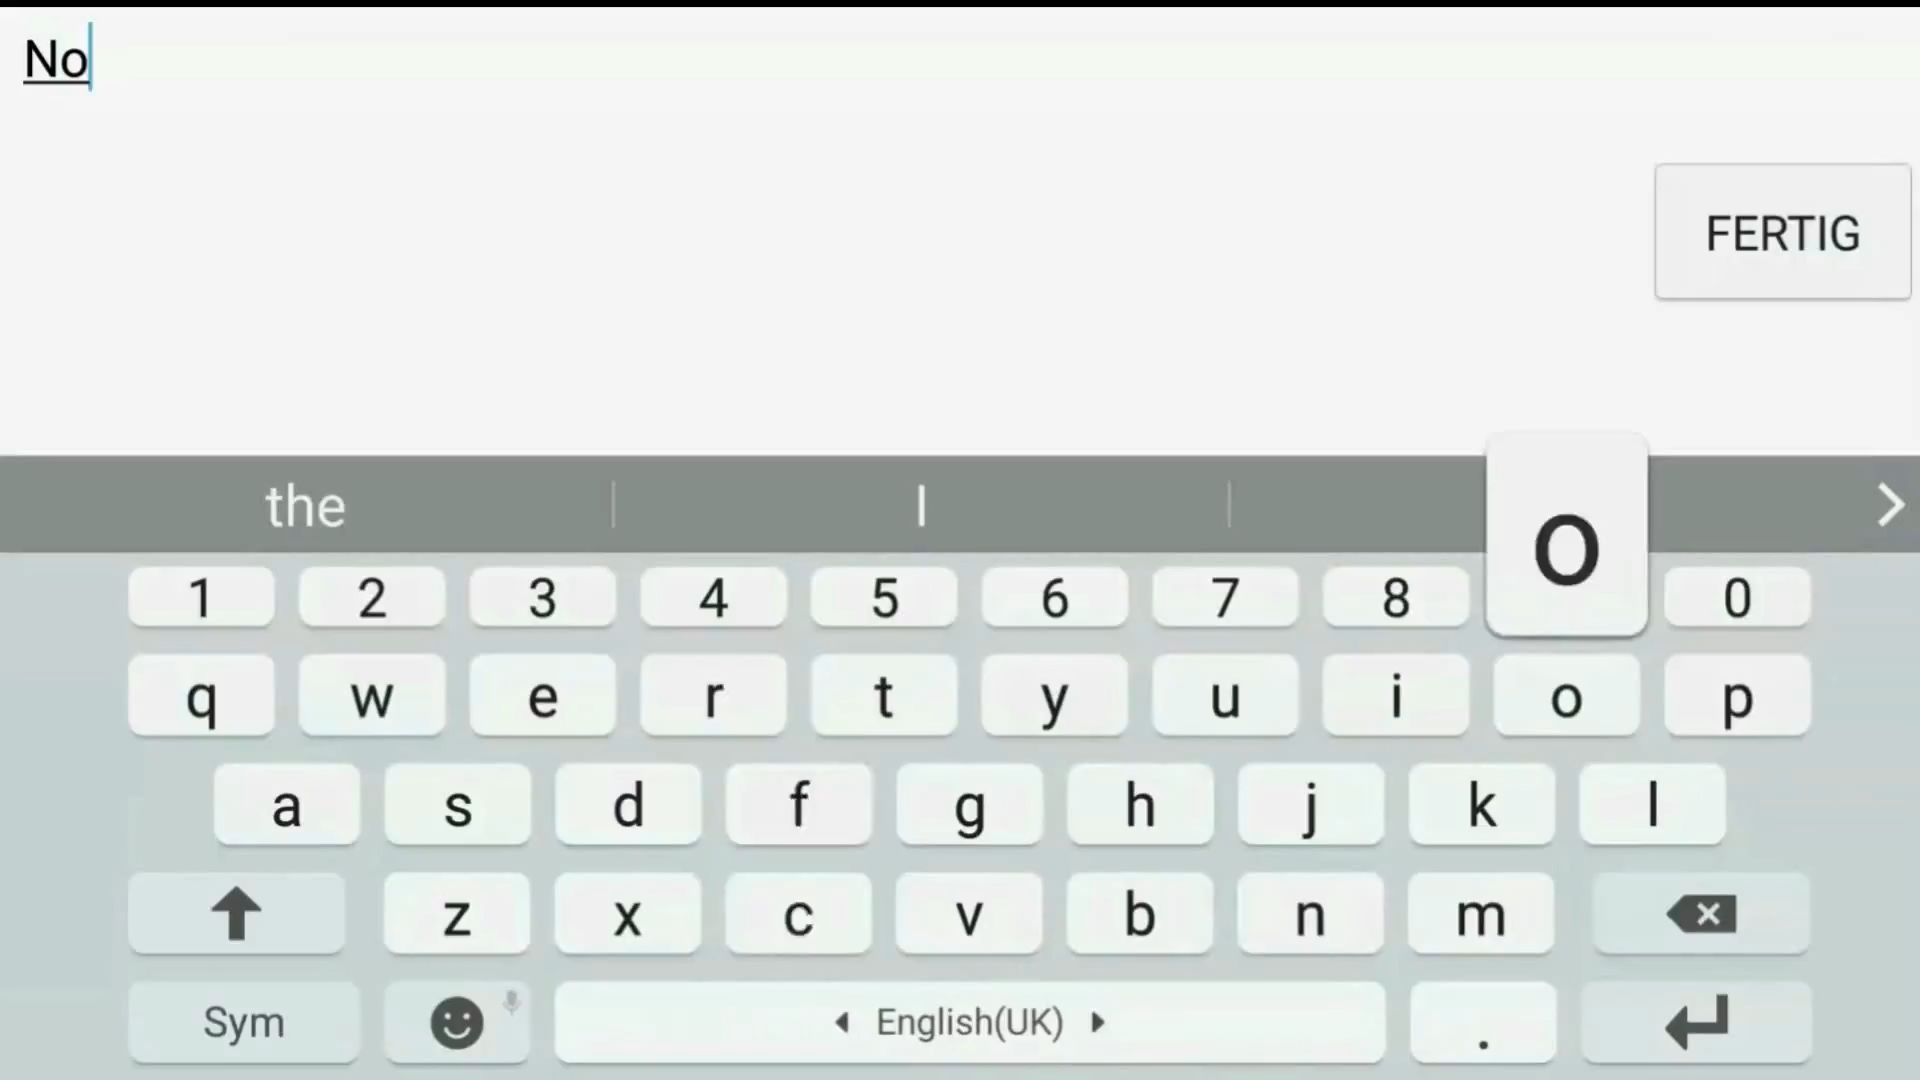 No
FERTIG
the I
o
1 2 3 4 5 6 7 8 0
q w e r t y u i o p
a s d f g h j k l
z x c v b n m
Sym English(UK) .